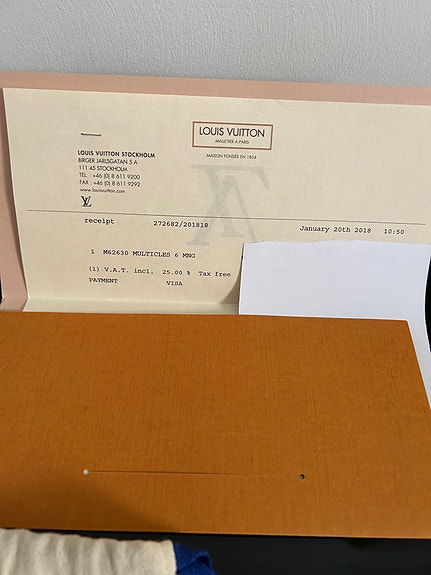 LOUIS VUITTON
MALLETIER A PARIS
MAISON FONDÉE EN 1854
LOUIS VUITTON STOCKHOLM
BIRGER JARLSGATAN 5 A
111 45 STOCKHOLM
TEL : +46 (0) 8 611 9200
FAX : +46 (0) 8 611 9292
www.louisvuitton.com
LV
receipt 272682/201818 January 20th 2018 10:50
1 M62630 MULTICLES 6 MNG
(1) V.A.T. incl. 25.00 % Tax free
PAYMENT VISA